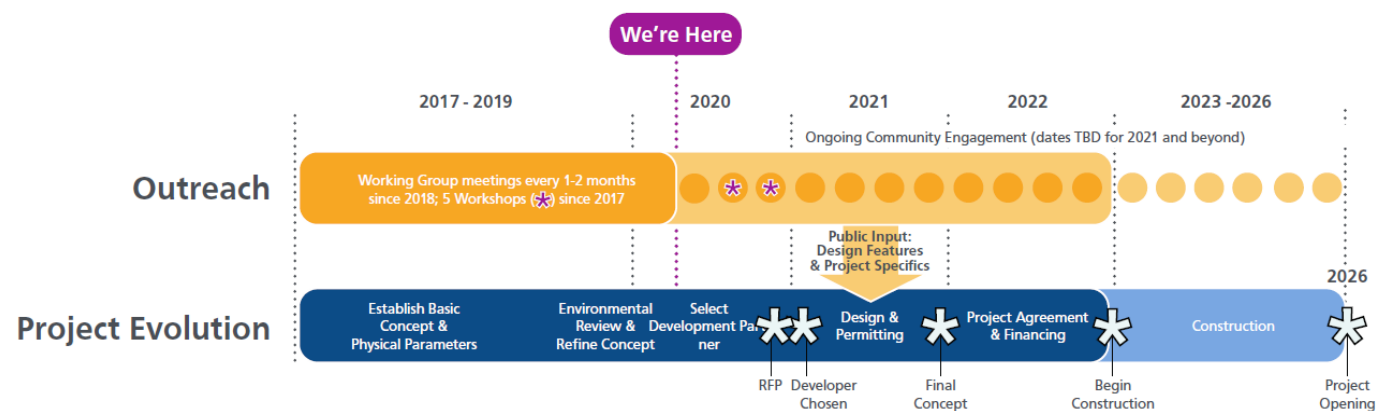 We're Here
2017 - 2019
2020
2021
2022
2023 -2026
Ongoing Community Engagement (dates TBD for 2021 and beyond)
Outreach
Working Group meetings every 1-2 months
since 2018; 5 Workshops (*) since 2017
* *
Public Input:
Design Features
& Project Specifics
2026
Project Evolution
Establish Basic
Concept &
Physical Parameters
Environmental
Review &
Refine Concept
Select
Development Part
ner
Design &
Permitting
Project Agreement
& Financing
Construction
RFP
Developer
Chosen
Final
Concept
Begin
Construction
Project
Opening